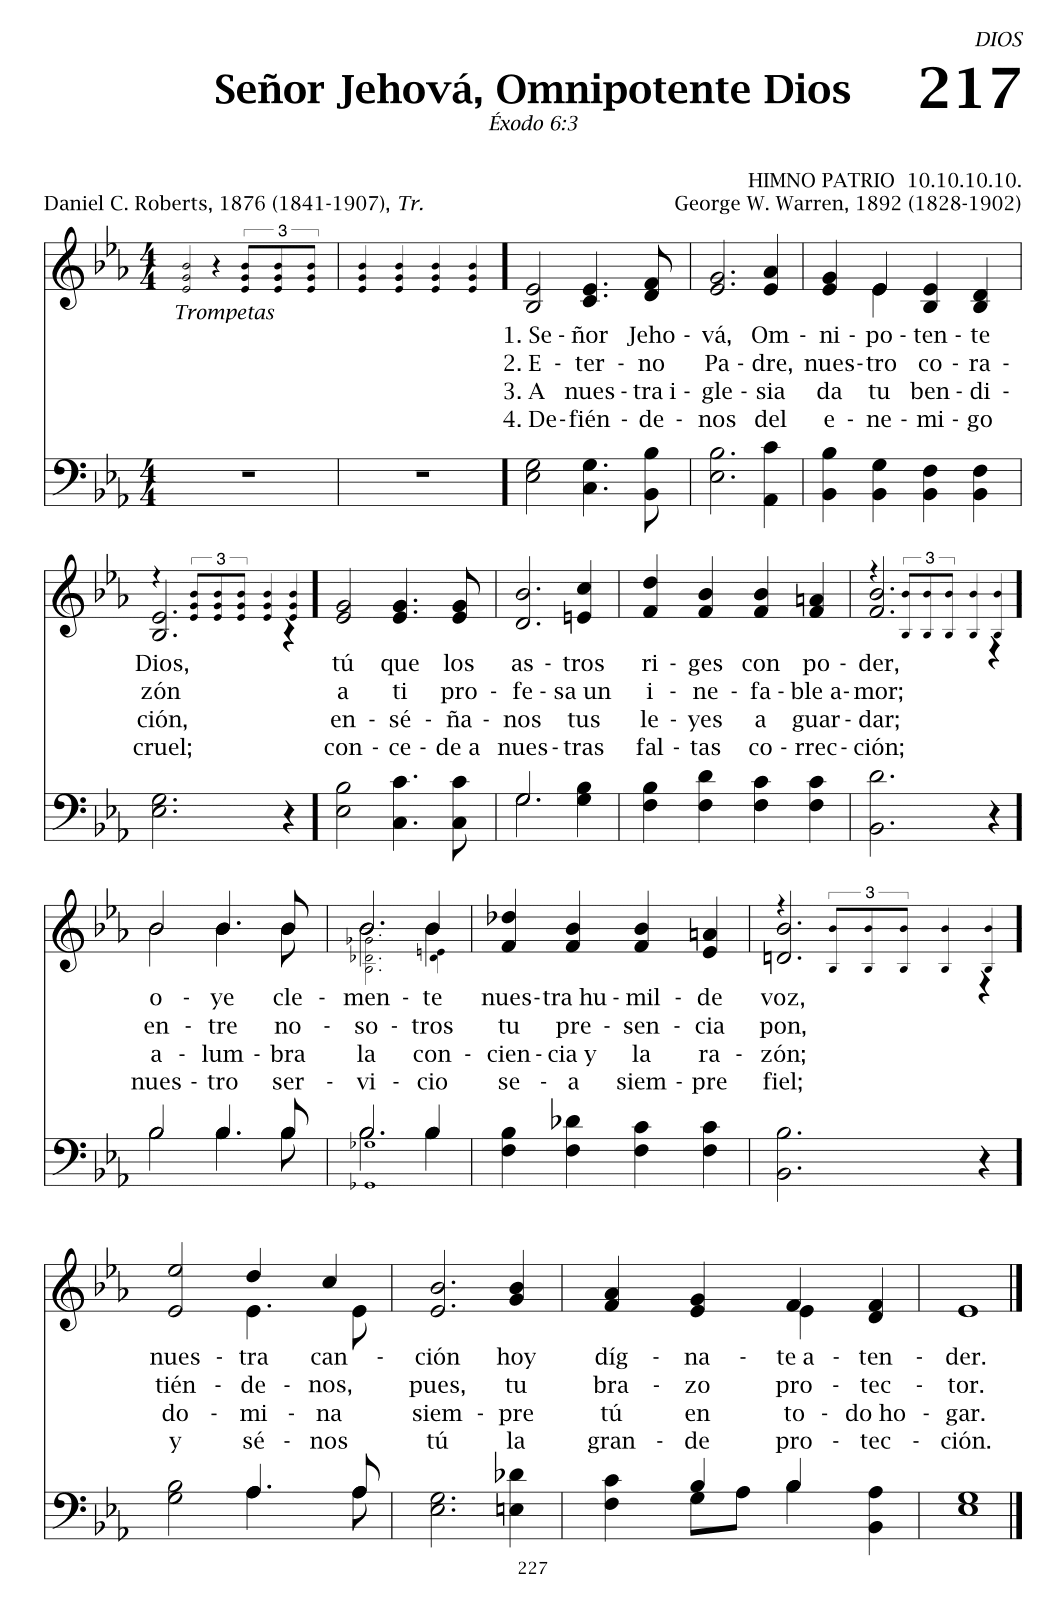 DIOS
Señor Jehová, Omnipotente Dios 217
Éxodo 6:3
HIMNO PATRIO 10.10.10.10.
Daniel C. Roberts, 1876 (1841-1907), Tr. George W. Warren, 1892 (1828-1902)
3
Trompetas
1. Se - ñor Jeho - vá, Om - ni - po - ten - te
2. E - ter - no Pa - dre, nues - tro co - ra -
3. A nues - tra i - gle - sia da tu ben - di -
4. De - fién - de - nos del e - ne - mi - go
3
3
Dios, tú que los as - tros ri - ges con po - der,
zón a ti pro - fe - sa un i - ne - fa - ble a - mor;
ción, en - sé - ña - nos tus le - yes a guar - dar;
cruel; con - ce - de a nues - tras fal - tas co - rrec - ción;
3
o - ye cle - men - te nues - tra hu - mil - de voz,
en - tre no - so - tros tu pre - sen - cia pon,
a - lum - bra la con - cien - cia y la ra - zón;
nues - tro ser - vi - cio se - a siem - pre fiel;
nues - tra can - ción hoy díg - na - te a - ten - der.
tién - de - nos, pues, tu bra - zo pro - tec - tor.
do - mi - na siem - pre tú en to - do ho - gar.
y sé - nos tú la gran - de pro - tec - ción.
227